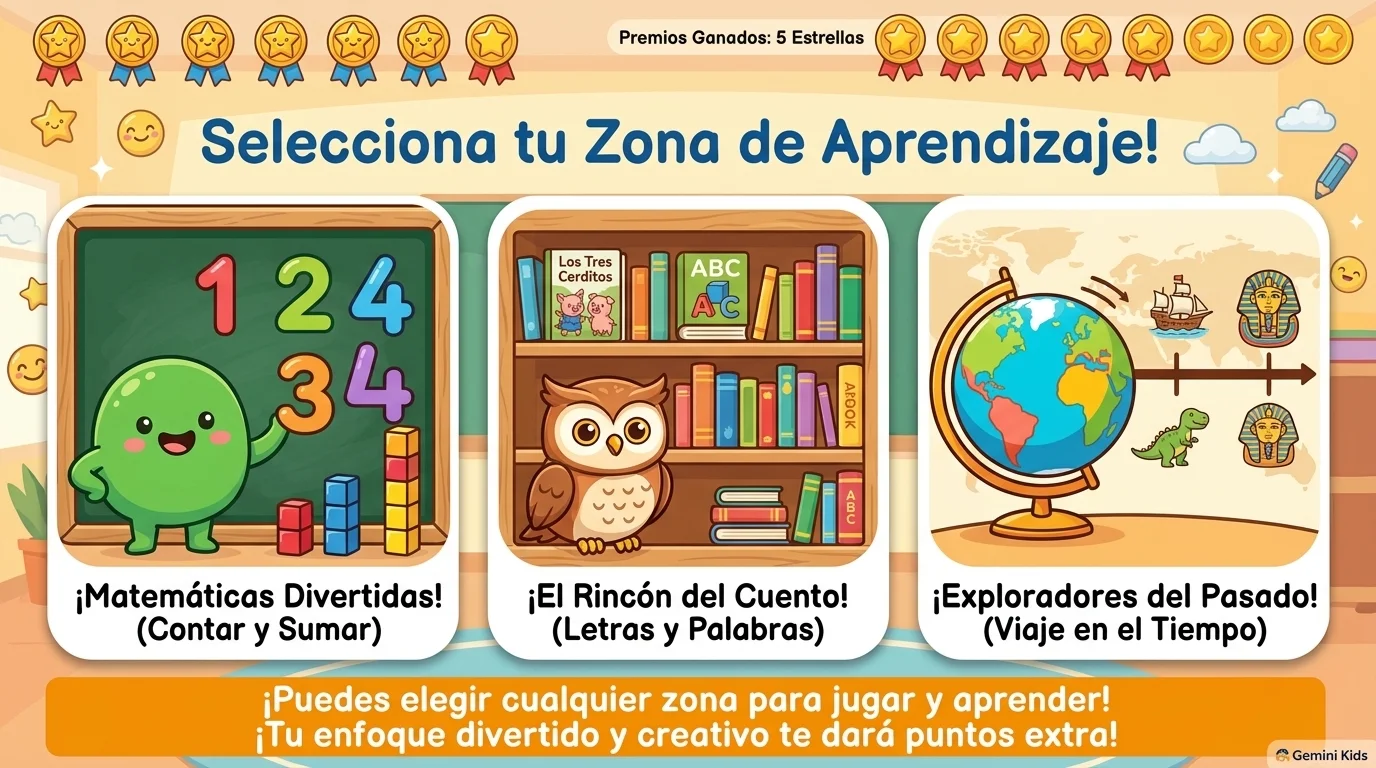 Premios Ganados: 5 Estrellas
Selecciona tu Zona de Aprendizaje!
1 2 4
3 4
Los Tres
Cerditos
ABC
A C
ABOOK
ABC
¡Matemáticas Divertidas!
(Contar y Sumar)
¡El Rincón del Cuento!
(Letras y Palabras)
¡Exploradores del Pasado!
(Viaje en el Tiempo)
¡Puedes elegir cualquier zona para jugar y aprender!
¡Tu enfoque divertido y creativo te dará puntos extra!
Gemini Kids